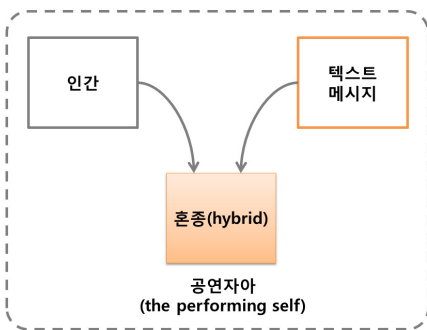 인간
텍스트
메시지
혼종(hybrid)
공연자아
(the performing self)